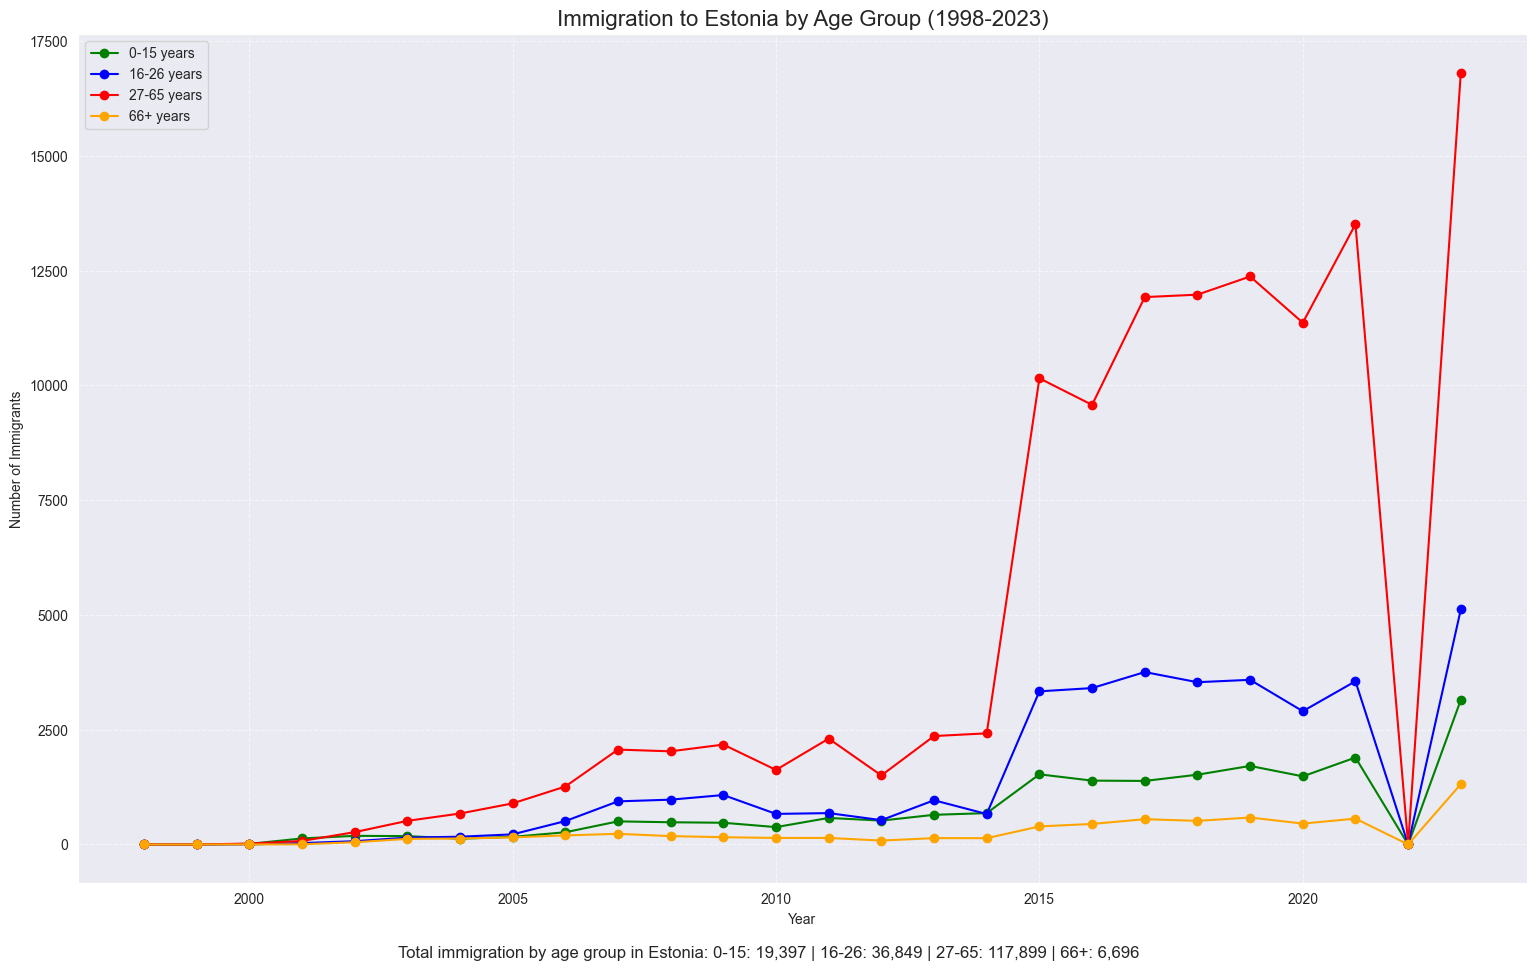 Immigration to Estonia by Age Group (1998-2023)
0-15 years
16-26 years
27-65 years
66+ years
Number of Immigrants
17500
15000
12500
10000
7500
5000
2500
0
2000
2005
2010
2015
2020
Year
Total immigration by age group in Estonia: 0-15: 19,397 | 16-26: 36,849 | 27-65: 117,899 | 66+: 6,696